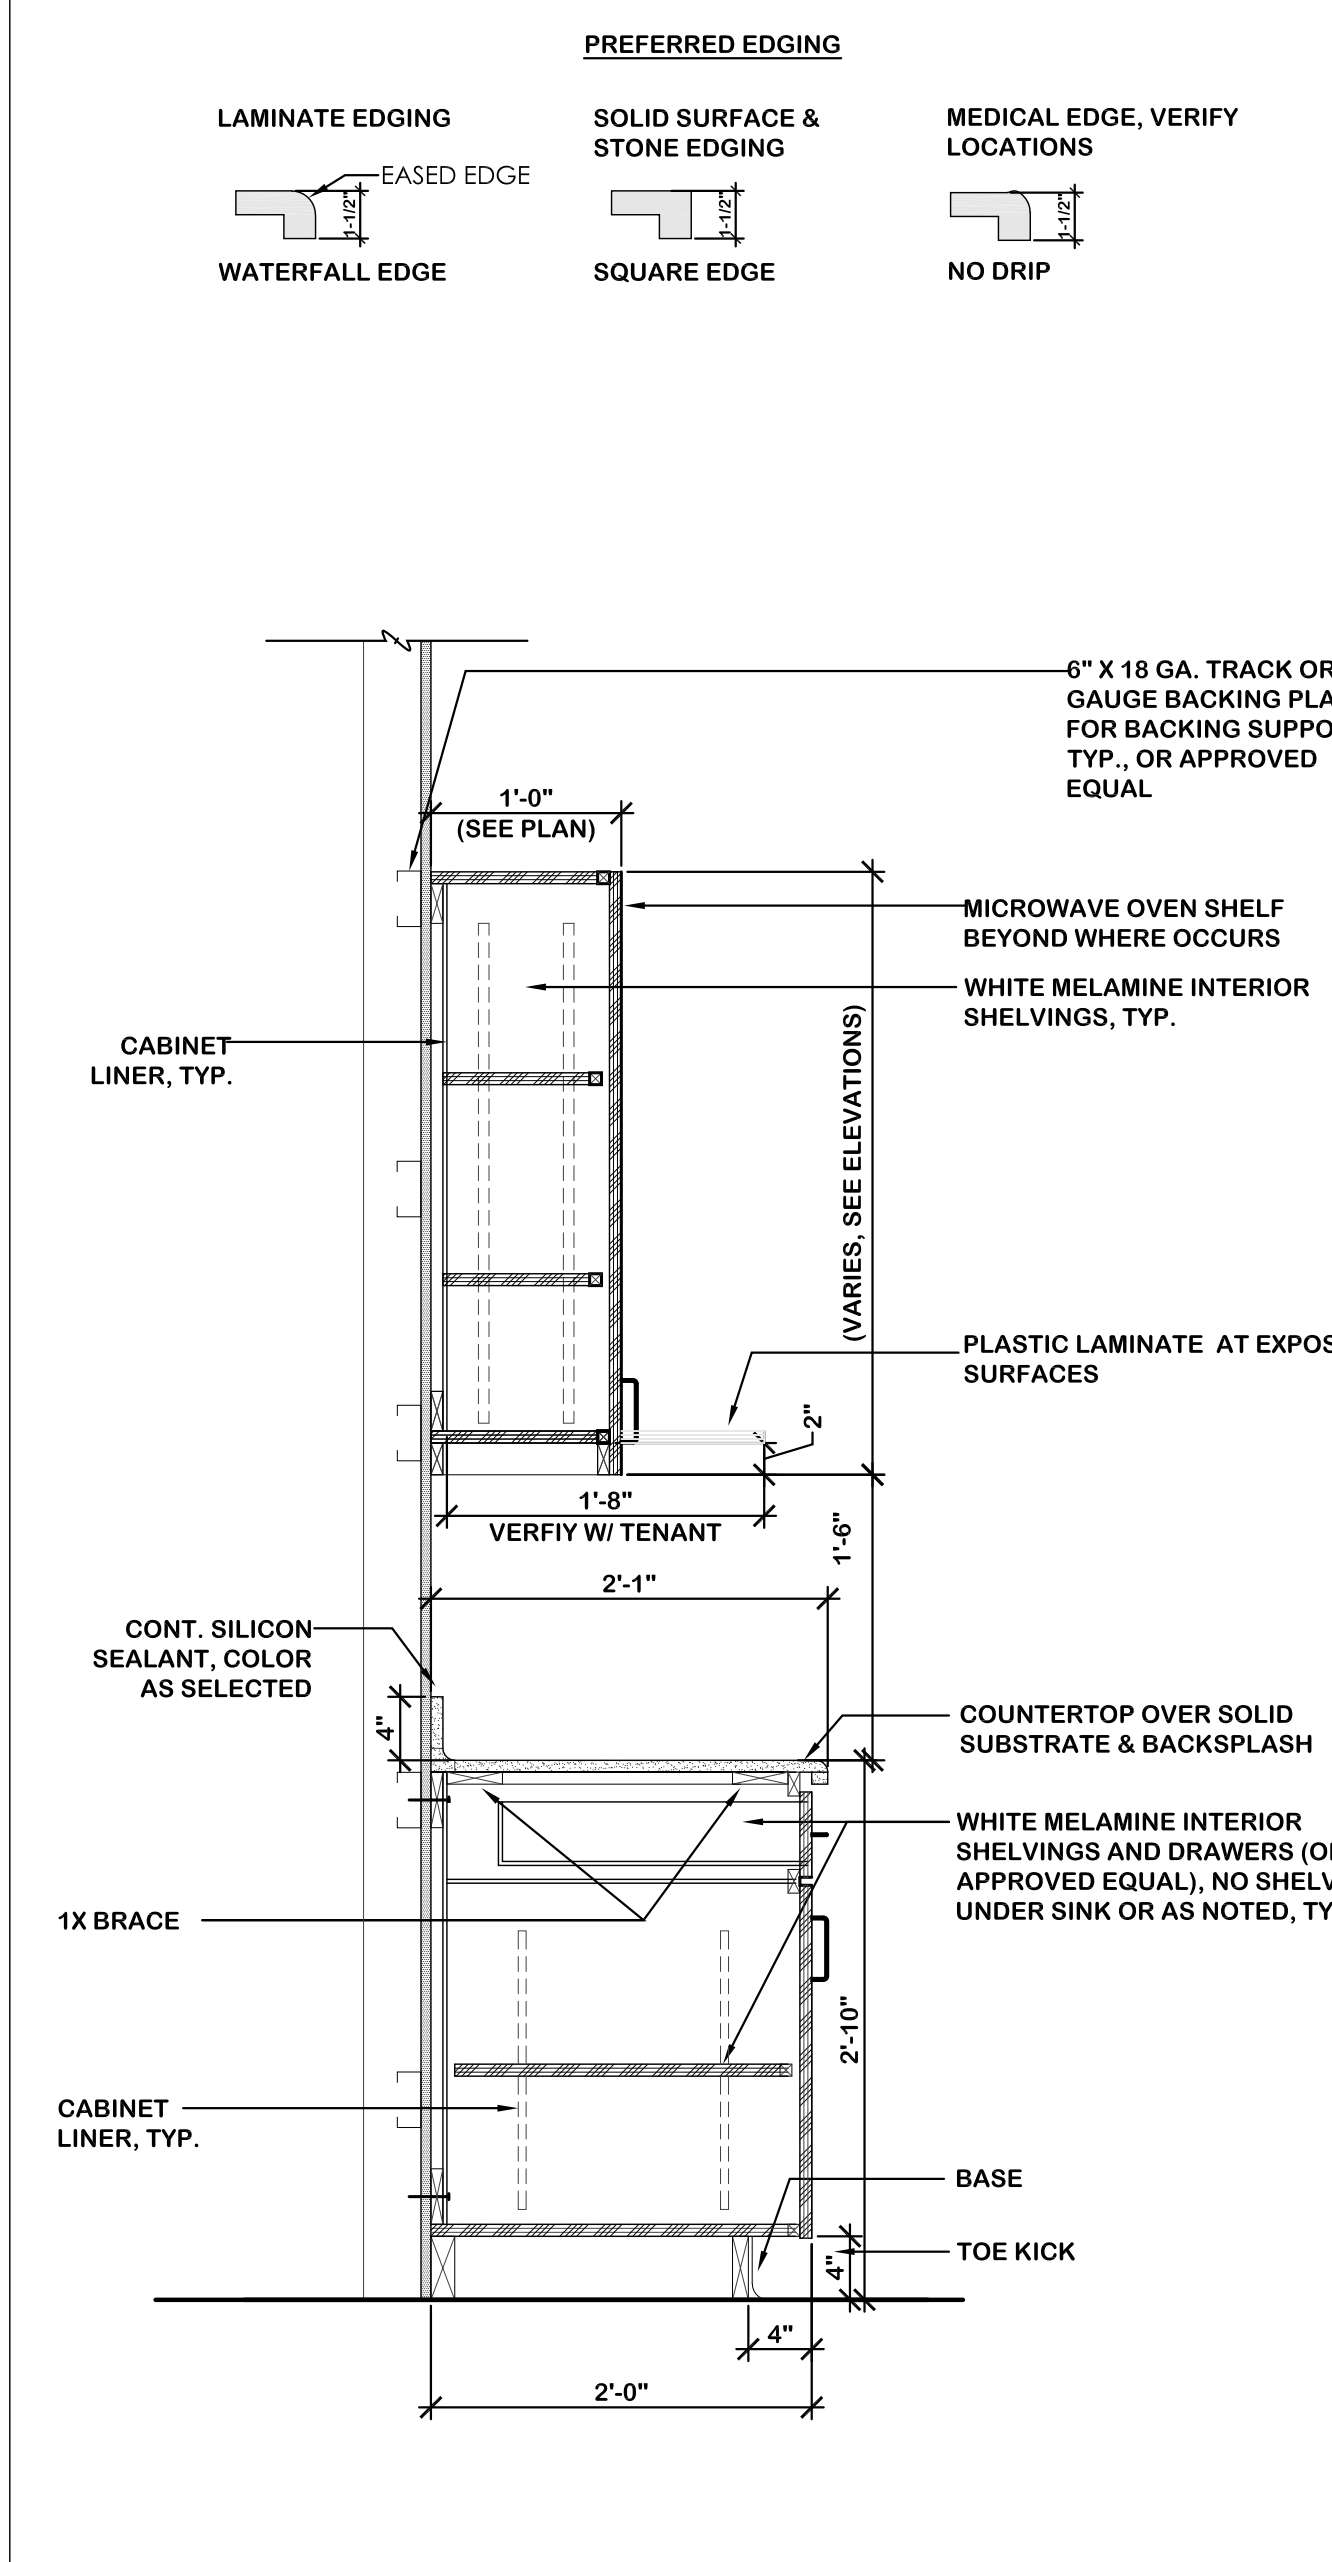 PREFERRED EDGING
LAMINATE EDGING
EASED EDGE
1-1/2"
WATERFALL EDGE
SOLID SURFACE &
STONE EDGING
1-1/2"
SQUARE EDGE
MEDICAL EDGE, VERIFY
LOCATIONS
1-1/2"
NO DRIP
6" X 18 GA. TRACK OR
GAUGE BACKING PLA
FOR BACKING SUPPO
TYP., OR APPROVED
EQUAL
1'-0"
(SEE PLAN)
MICROWAVE OVEN SHELF
BEYOND WHERE OCCURS
WHITE MELAMINE INTERIOR
SHELVINGS, TYP.
CABINET
LINER, TYP.
(VARIES, SEE ELEVATIONS)
PLASTIC LAMINATE AT EXPOS
SURFACES
2"
1'-8"
VERFIY W/ TENANT
1'-6"
2'-1"
CONT. SILICON
SEALANT, COLOR
AS SELECTED
4"
COUNTERTOP OVER SOLID
SUBSTRATE & BACKSPLASH
WHITE MELAMINE INTERIOR
SHELVINGS AND DRAWERS (O
APPROVED EQUAL), NO SHELV
UNDER SINK OR AS NOTED, TY
1X BRACE
2'-10"
CABINET
LINER, TYP.
BASE
TOE KICK
4"
4"
2'-0"